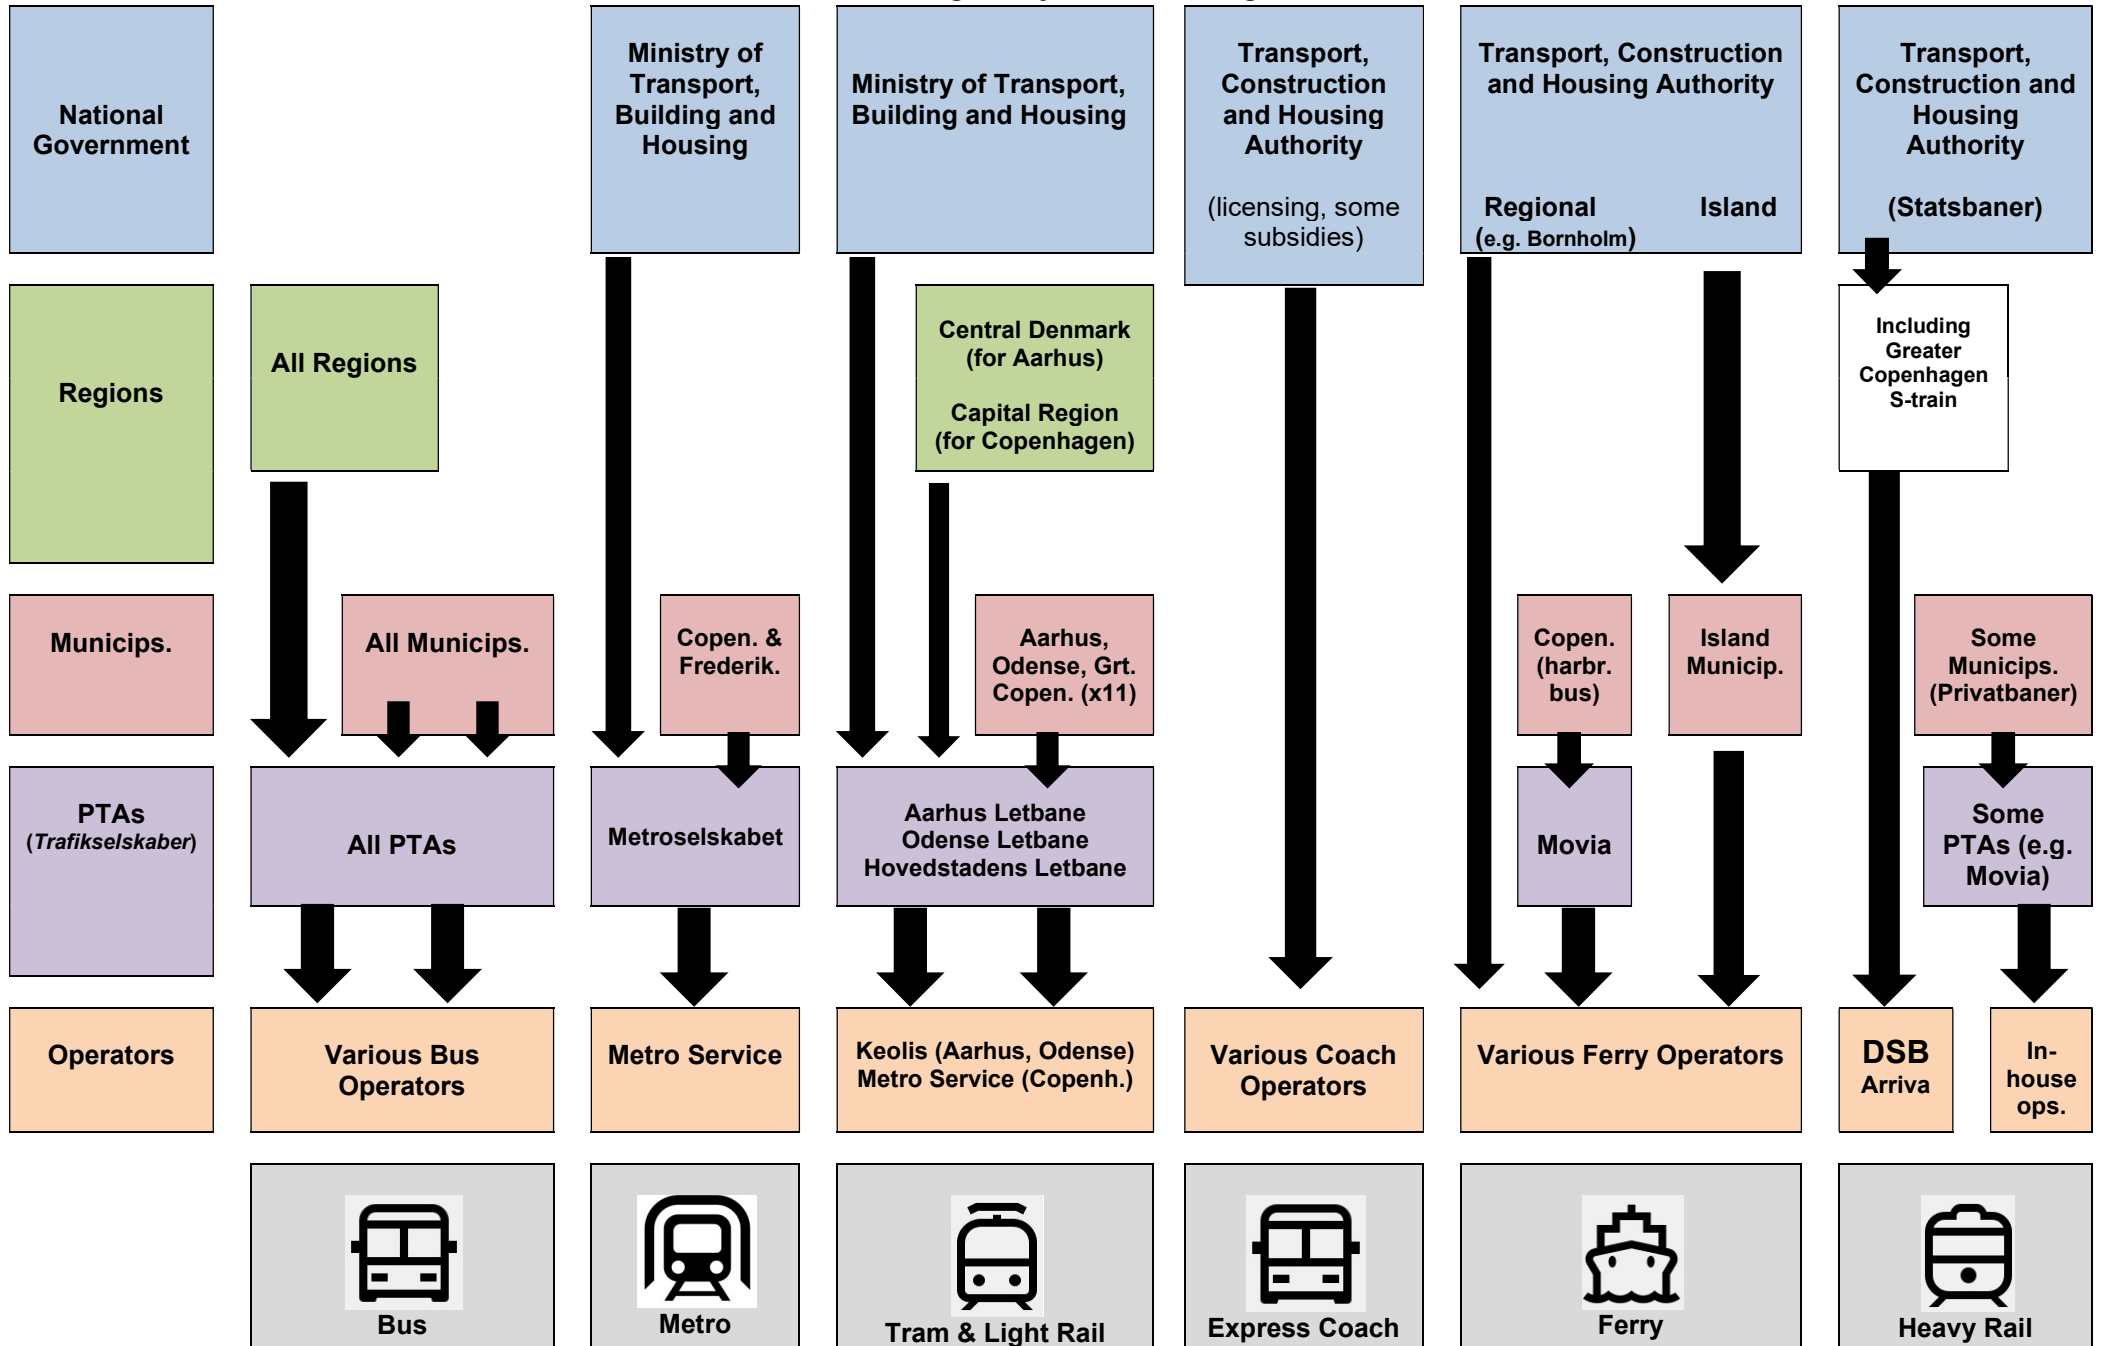 National
Government
Ministry of
Transport,
Building and
Housing
Ministry of Transport,
Building and Housing
Transport,
Construction
and Housing
Authority
(licensing, some
subsidies)
Transport, Construction
and Housing Authority
Regional Island
(e.g. Bornholm)
Transport,
Construction and
Housing
Authority
(Statsbaner)
Regions
All Regions
Central Denmark
(for Aarhus)
Capital Region
(for Copenhagen)
Including
Greater
Copenhagen
S-train
Municips.
All Municips.
Copen. &
Frederik.
Aarhus,
Odense, Grt.
Copen. (x11)
Copen.
(harbr.
bus)
Island
Municip.
Some
Municips.
(Privatbaner)
PTAs
(Trafikselskaber)
All PTAs
Metroselskabet
Aarhus Letbane
Odense Letbane
Hovedstadens Letbane
Movia
Some
PTAs (e.g.
Movia)
Operators
Various Bus
Operators
Metro Service
Keolis (Aarhus, Odense)
Metro Service (Copenh.)
Various Coach
Operators
Various Ferry Operators
DSB
Arriva
In-
house
ops.
Bus
Metro
Tram & Light Rail
Express Coach
Ferry
Heavy Rail